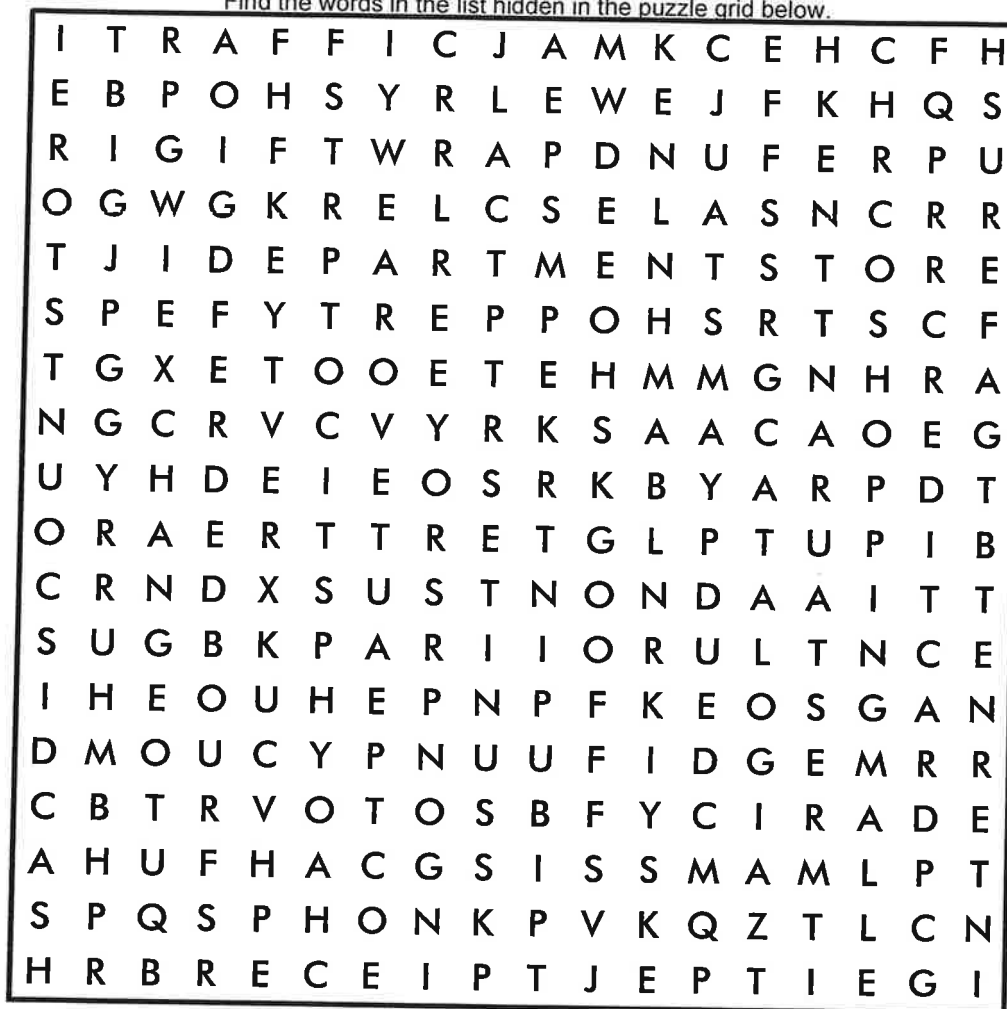 Find the words in the list hidden in the puzzle grid below.
I T R A F F I C J A M K C E H C F H
E B P O H S Y R L E W E J F K H Q S
R I G I F T W R A P D N U F E R P U
O G W G K R E L C S E L A S N C R R
T J I D E P A R T M E N T S T O R E
S P E F Y T R E P P O H S R T S C F
T G X E T O O E T E H M M G N H R A
N G C R V C V Y R K S A A C A O E G
U Y H D E I E O S R K B Y A R P D T
O R A E R T T R E T G L P T U P I B
C R N D X S U S T N O N D A A I T T
S U G B K P A R I I O R U L T N C E
I H E O U H E P N P F K E O S G A N
D M O U C Y P N U U F I D G E M R R
C B T R V O T O S B F Y C I R A D E
A H U F H A C G S I S S M A M L P T
S P Q S P H O N K P V K Q Z T L C N
H R B R E C E I P T J E P T I E G I